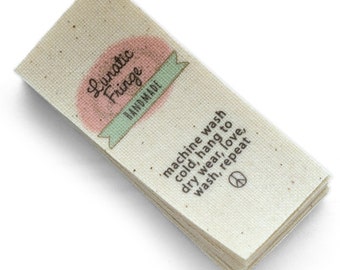 Lunatic
Fringe
HANDMADE
machine wash
cold, hang to
dry wear, love,
wash, repeat